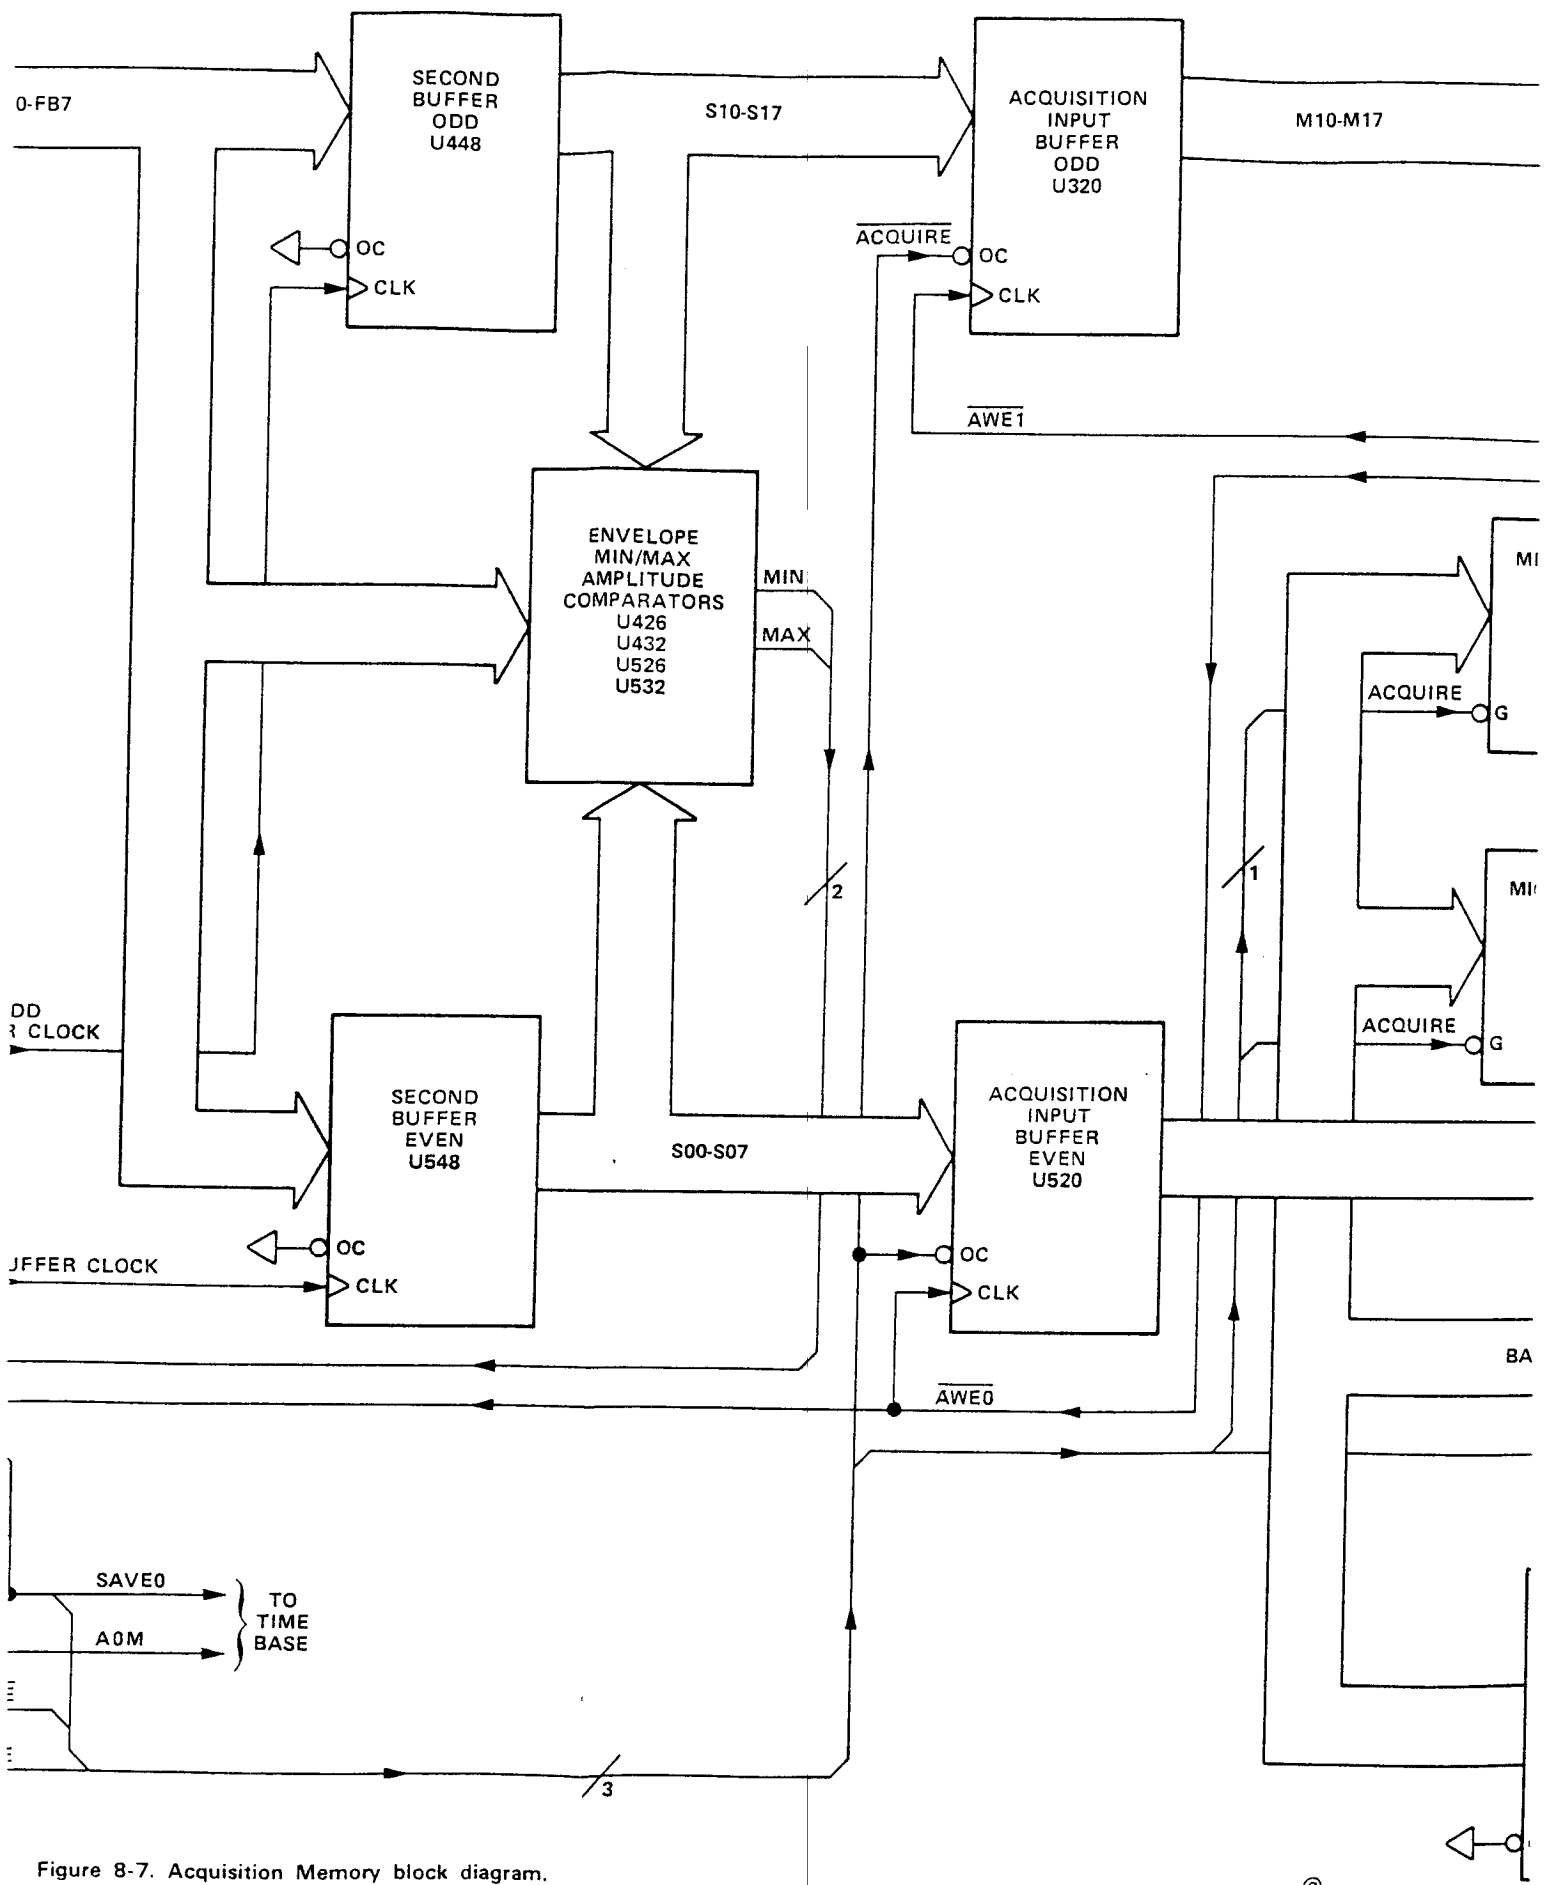 0-FB7
SECOND
BUFFER
ODD
U448
OC
CLK
S10-S17
ACQUISITION
INPUT
BUFFER
ODD
U320
ACQUIRE
OC
CLK
M10-M17
AWE1
ENVELOPE
MIN/MAX
AMPLITUDE
COMPARATORS
U426
U432
U526
U532
MIN
MAX
2
1
ACQUIRE
G
ACQUIRE
G
CLOCK
SECOND
BUFFER
EVEN
U548
OC
CLK
S00-S07
ACQUISITION
INPUT
BUFFER
EVEN
U520
OC
CLK
CLOCK
AWE0
SAVE0
A0M
TO
TIME
BASE
3
Figure 8-7. Acquisition Memory block diagram.